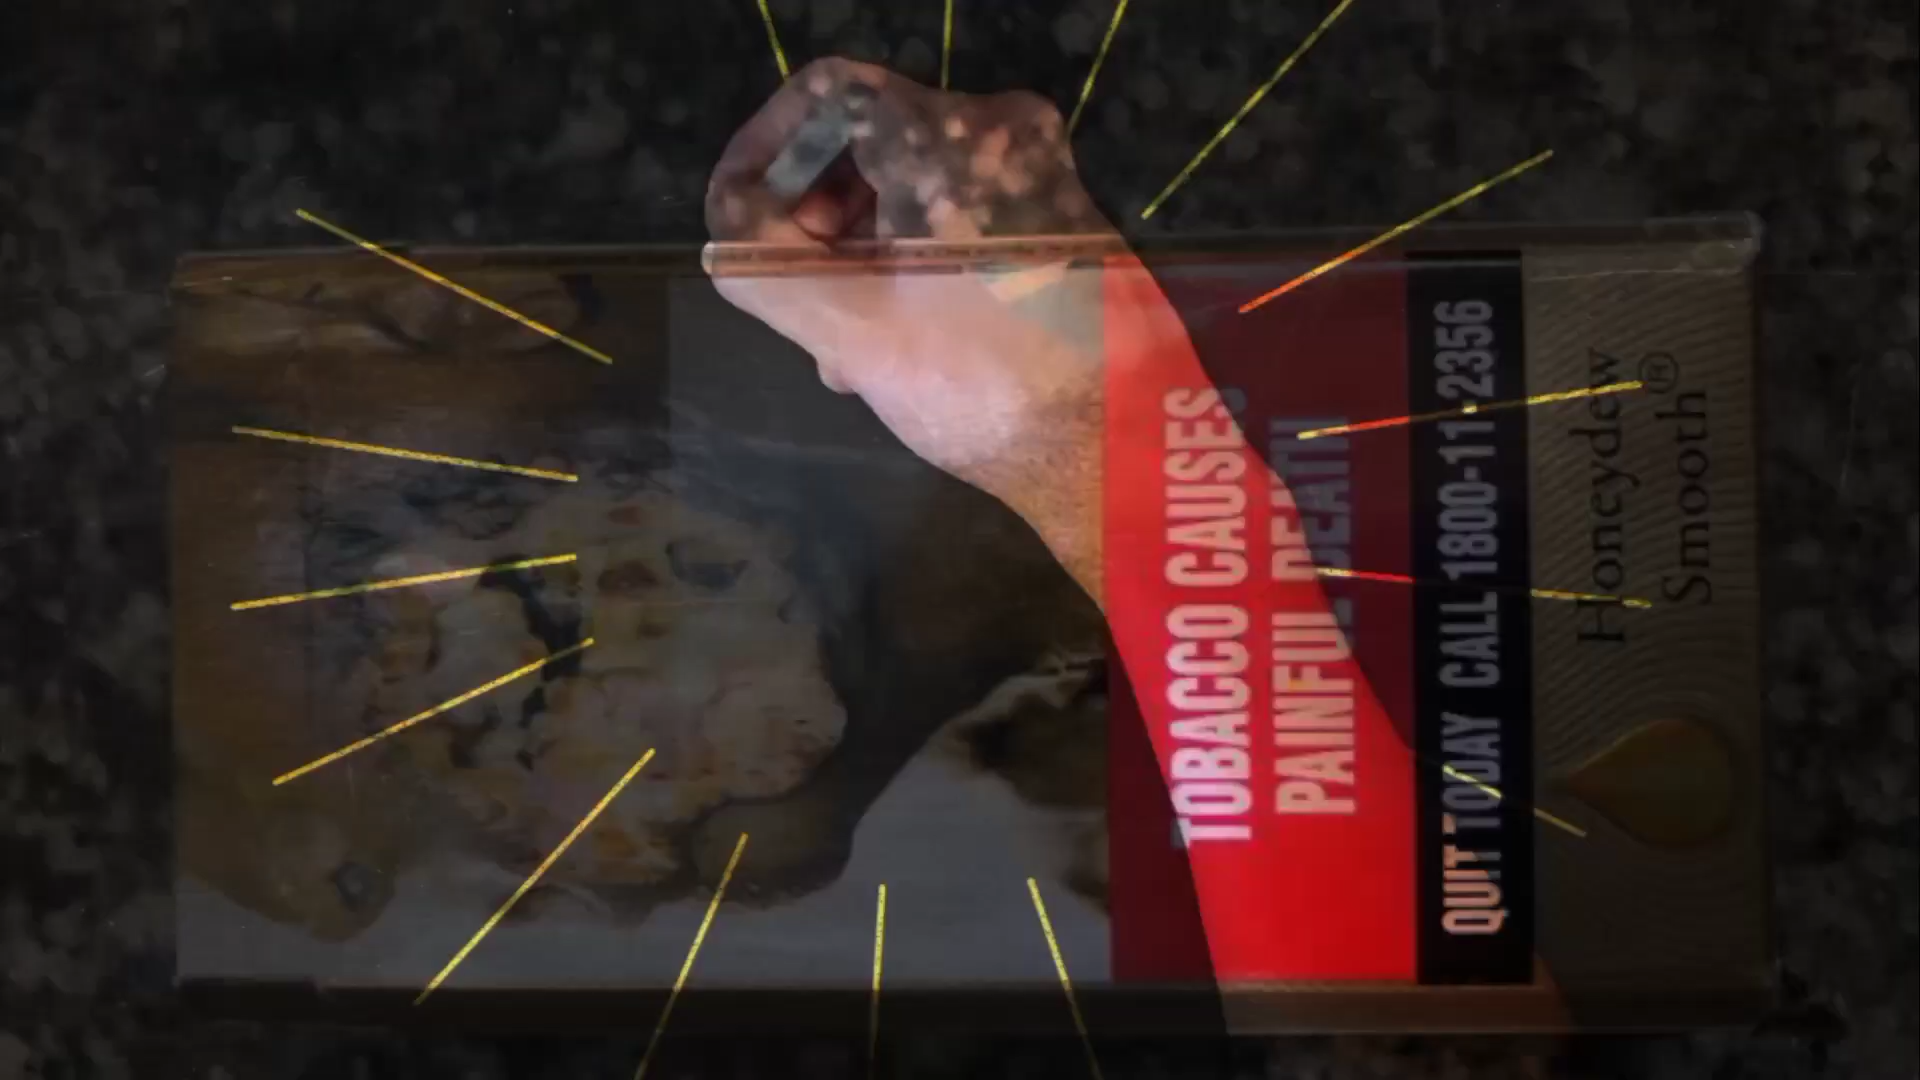 TOBACCO CAUSES
PAINFUL DEATH
QUIT TODAY CALL 1800-11-2356
Honeydew
Smooth®